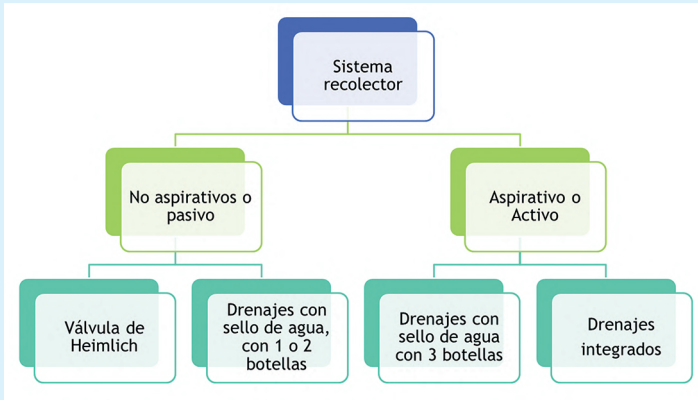 Sistema
recolector
No aspirativos o
pasivo
Aspirativo o
Activo
Válvula de
Heimlich
Drenajes con
sello de agua,
con 1 o 2
botellas
Drenajes con
sello de agua
con 3 botellas
Drenajes
integrados